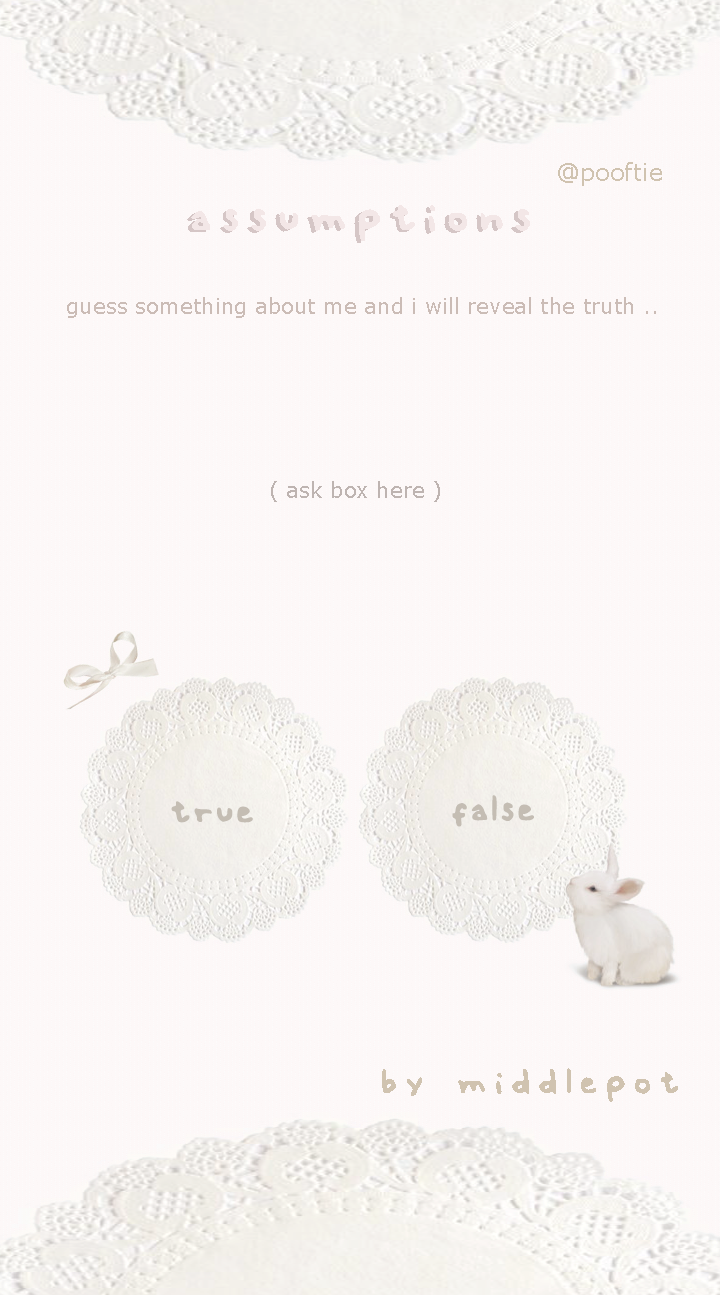 @pooftie
assumptions
guess something about me and i will reveal the truth ..
( ask box here )
true
false
by middlepot